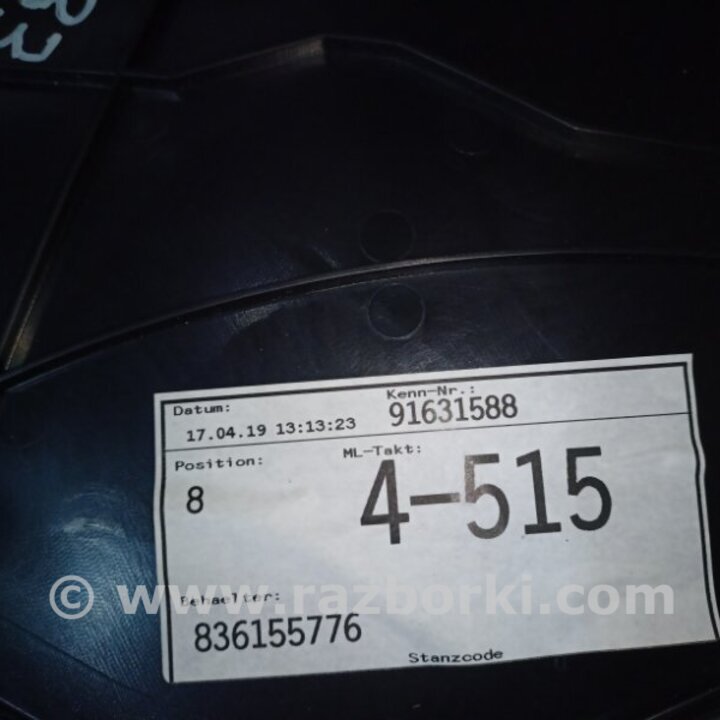 Datum:
Kenn-Nr.:
17.04.19 13:13:23
91631588
Position:
ML-Takt:
8
4-515
Behaelter:
© www.razborki.com
836155776
Stanzcode